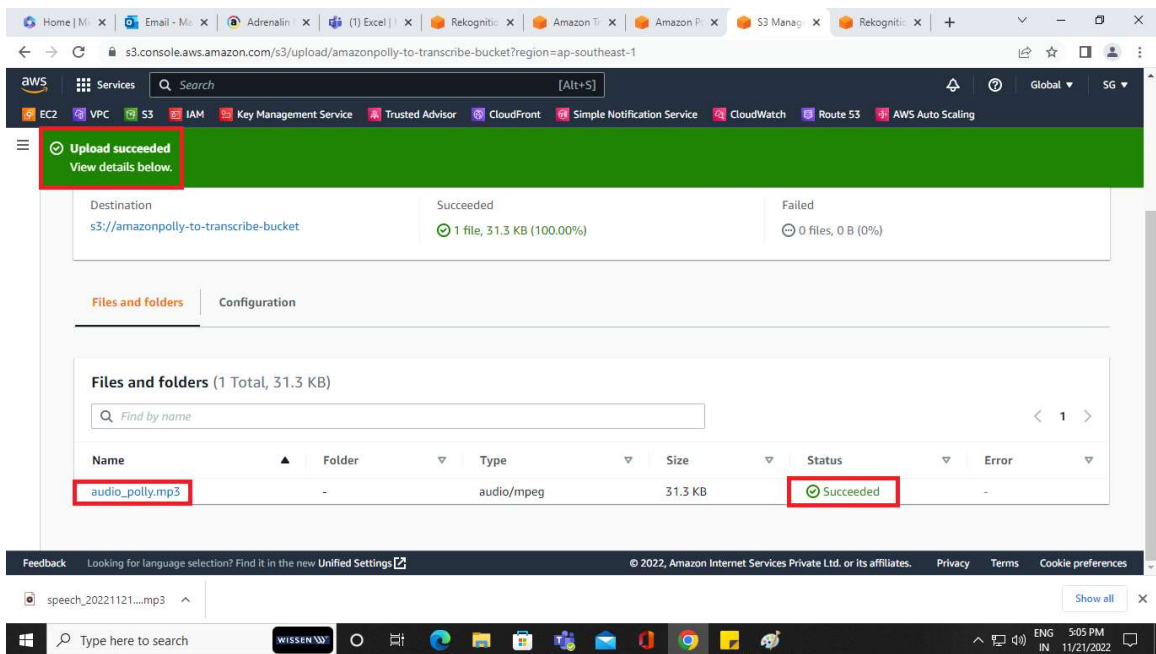 Home | Mi
Email - Ma
Adrenalin
(1) Excel |
Rekognitic
Amazon Tr
Amazon Po
S3 Manag
Rekognitic
s3.console.aws.amazon.com/s3/upload/amazonpolly-to-transcribe-bucket?region=ap-southeast-1
aws Services Search [Alt+S] Global SG
EC2 VPC S3 IAM Key Management Service Trusted Advisor CloudFront Simple Notification Service CloudWatch Route 53 AWS Auto Scaling
Upload succeeded
View details below.
Destination Succeeded Failed
s3://amazonpolly-to-transcribe-bucket 1 file, 31.3 KB (100.00%) 0 files, 0 B (0%)
Files and folders Configuration
Files and folders (1 Total, 31.3 KB)
Find by name 1
Name Folder Type Size Status Error
audio_polly.mp3 - audio/mpeg 31.3 KB Succeeded -
Feedback Looking for language selection? Find it in the new Unified Settings © 2022, Amazon Internet Services Private Ltd. or its affiliates. Privacy Terms Cookie preferences
speech_20221121....mp3 Show all
Type here to search WISSEN ENG 5:05 PM
IN 11/21/2022